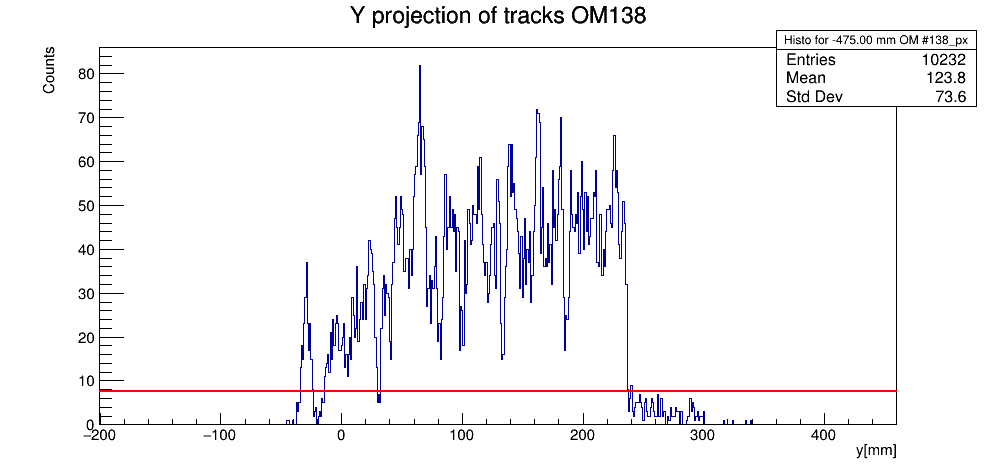 Y projection of tracks OM138
Histo for -475.00 mm OM #138_px
Entries 10232
Mean 123.8
Std Dev 73.6
Counts
80
70
60
50
40
30
20
10
0
−200 −100 0 100 200 300 400
y[mm]